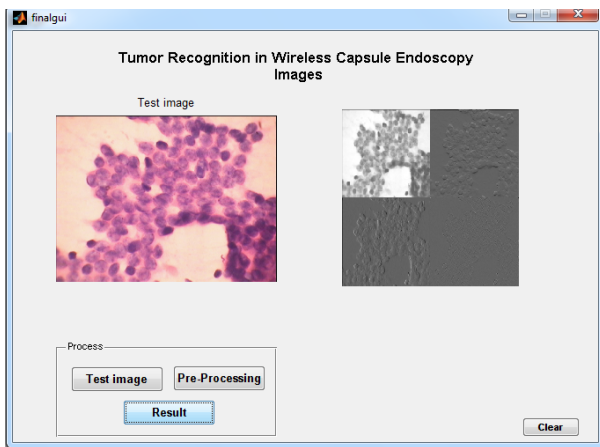 finalgui
Tumor Recognition in Wireless Capsule Endoscopy
Images
Test image
Process
Test image
Pre-Processing
Result
Clear